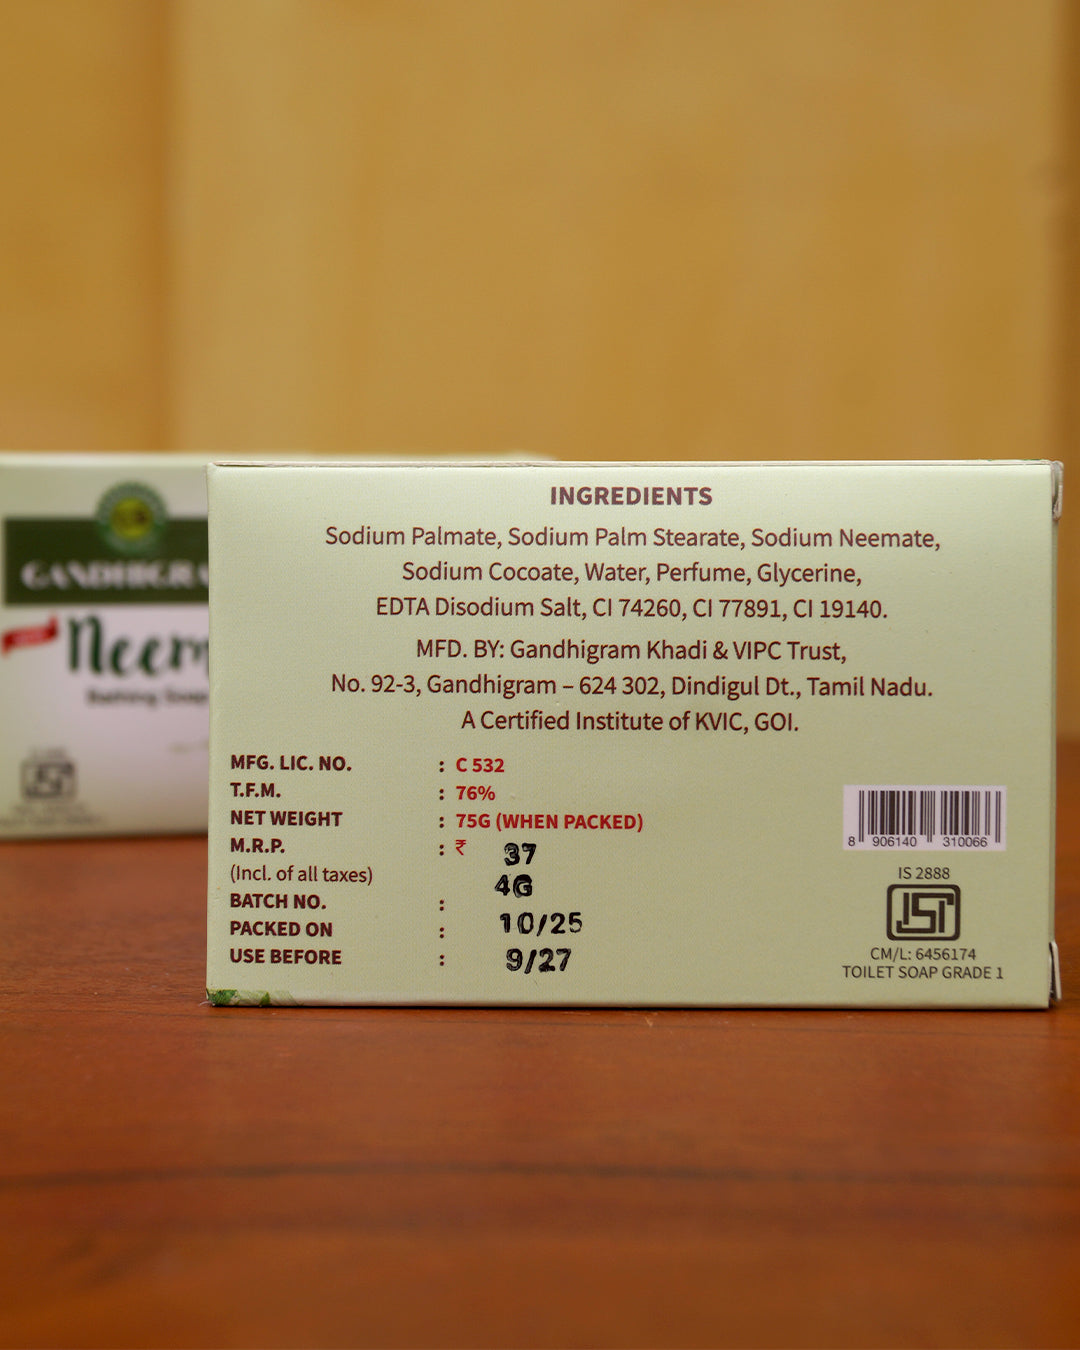 GANDHIGRA
Neem
Bathing Soap
INGREDIENTS
Sodium Palmate, Sodium Palm Stearate, Sodium Neemate,
Sodium Cocoate, Water, Perfume, Glycerine,
EDTA Disodium Salt, CI 74260, CI 77891, CI 19140.
MFD. BY: Gandhigram Khadi & VIPC Trust,
No. 92-3, Gandhigram – 624 302, Dindigul Dt., Tamil Nadu.
A Certified Institute of KVIC, GOI.
MFG. LIC. NO. : C 532
T.F.M. : 76%
NET WEIGHT : 75G (WHEN PACKED)
M.R.P. : ₹ 37
(Incl. of all taxes)
BATCH NO. : 4G
PACKED ON : 10/25
USE BEFORE : 9/27
8 906140 310066
IS 2888
ISI
CM/L: 6456174
TOILET SOAP GRADE 1